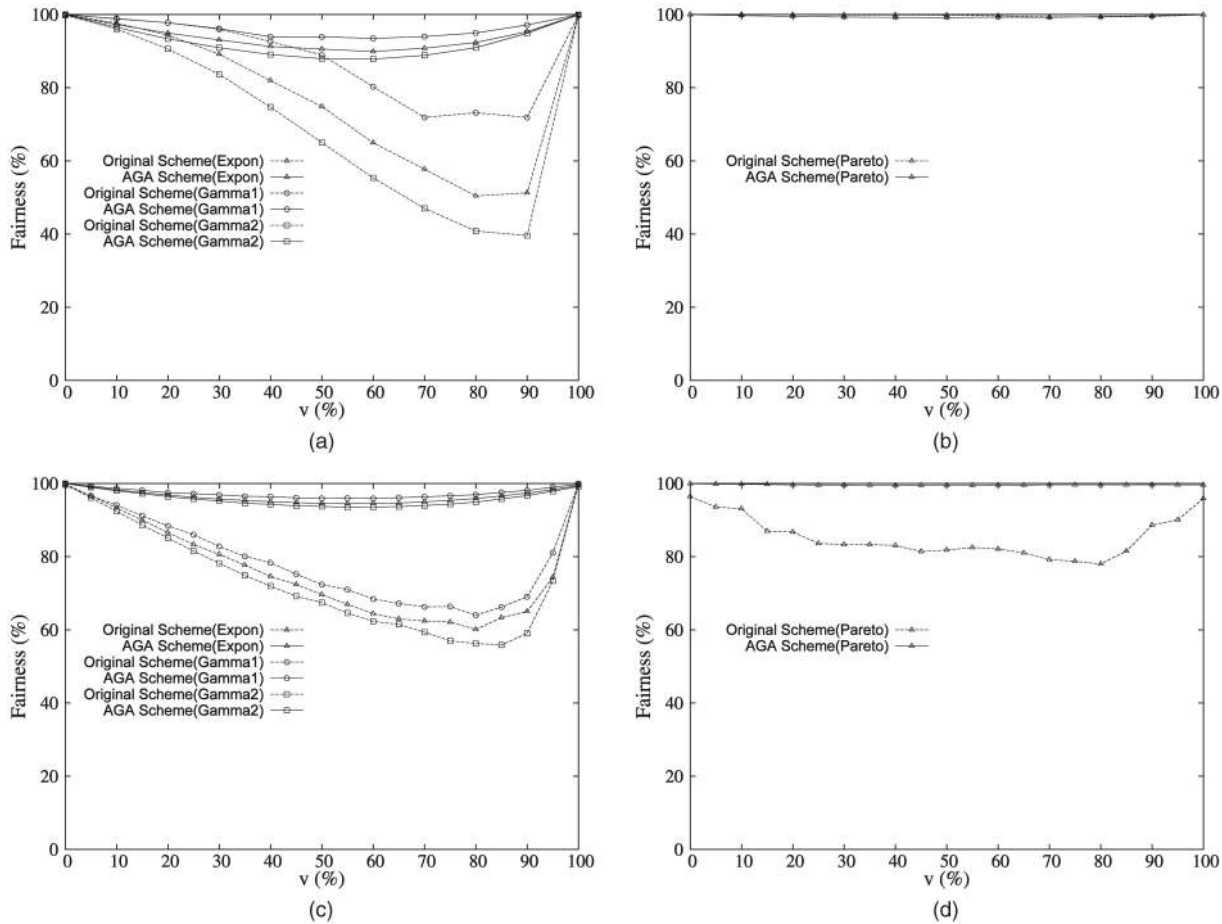 100
80
60
40
20
0
Fairness (%)
Original Scheme(Expon)
AGA Scheme(Expon)
Original Scheme(Gamma1)
AGA Scheme(Gamma1)
Original Scheme(Gamma2)
AGA Scheme(Gamma2)
0 10 20 30 40 50 60 70 80 90 100
v (%)
(a)
100
80
60
40
20
0
Fairness (%)
Original Scheme(Pareto)
AGA Scheme(Pareto)
0 10 20 30 40 50 60 70 80 90 100
v (%)
(b)
100
80
60
40
20
0
Fairness (%)
Original Scheme(Expon)
AGA Scheme(Expon)
Original Scheme(Gamma1)
AGA Scheme(Gamma1)
Original Scheme(Gamma2)
AGA Scheme(Gamma2)
0 10 20 30 40 50 60 70 80 90 100
v (%)
(c)
100
80
60
40
20
0
Fairness (%)
Original Scheme(Pareto)
AGA Scheme(Pareto)
0 10 20 30 40 50 60 70 80 90 100
v (%)
(d)